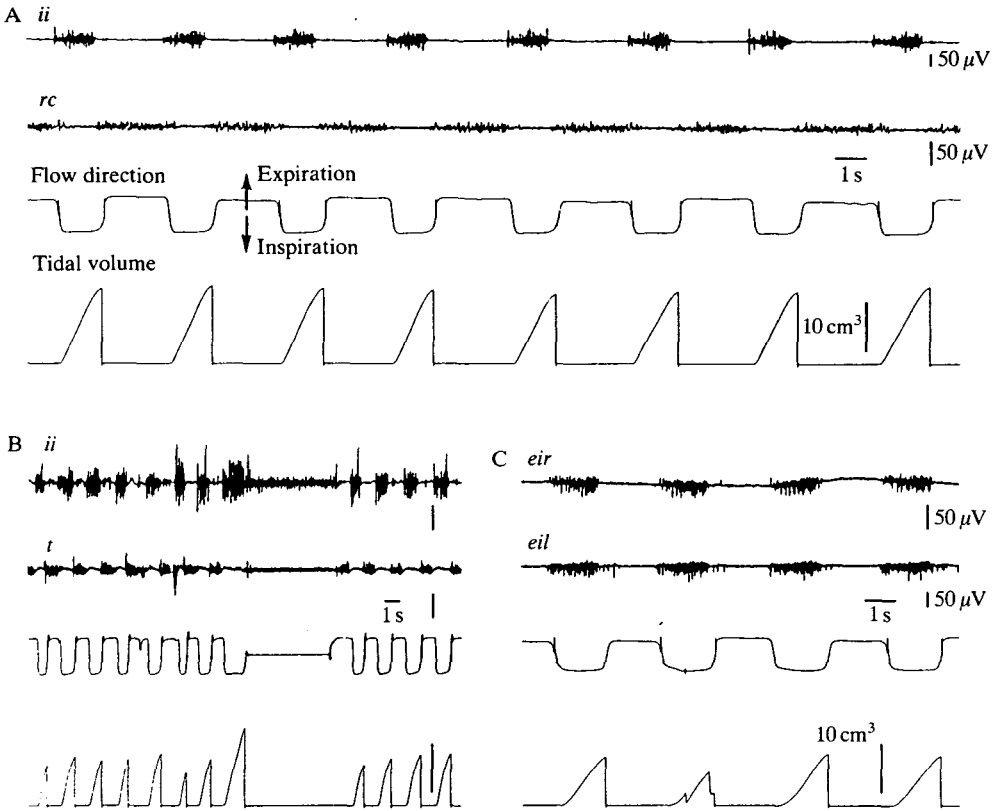 A ii
50 μV
rc
50 μV
1 s
Flow direction
Expiration
Inspiration
Tidal volume
10 cm³
B ii
t
1 s
C eir
50 μV
eil
50 μV
1 s
10 cm³